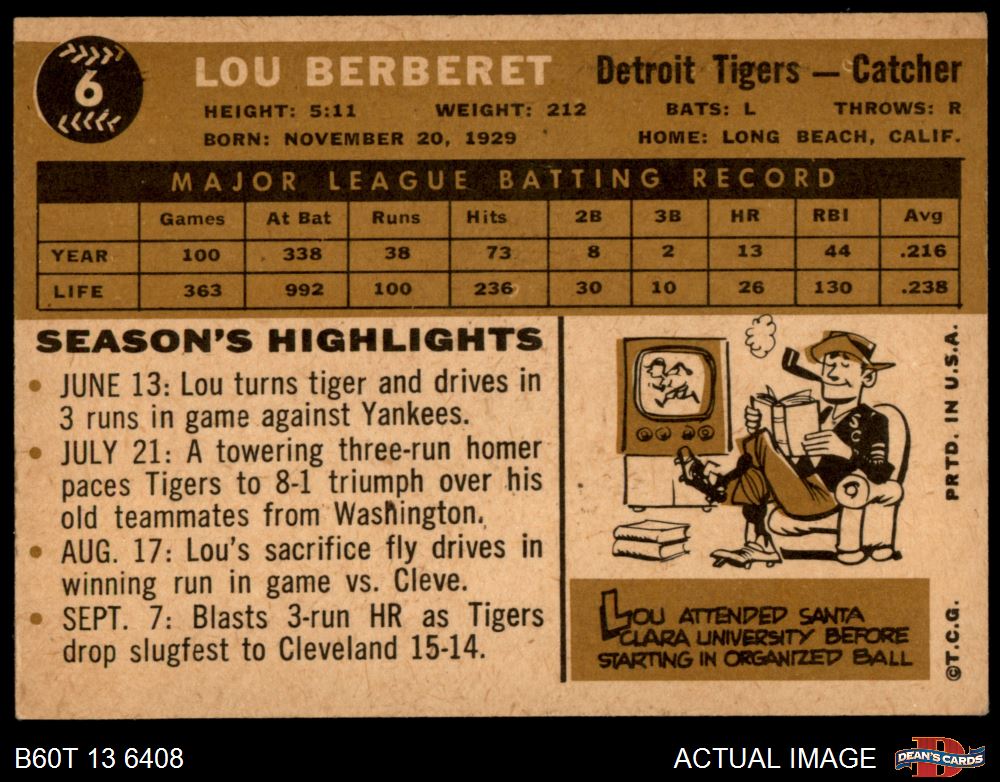 6
LOU BERBERET
Detroit Tigers — Catcher
HEIGHT: 5:11 WEIGHT: 212 BATS: L THROWS: R
BORN: NOVEMBER 20, 1929 HOME: LONG BEACH, CALIF.
MAJOR LEAGUE BATTING RECORD
Games At Bat Runs Hits 2B 3B HR RBI Avg
YEAR 100 338 38 73 8 2 13 44 .216
LIFE 363 992 100 236 30 10 26 130 .238
SEASON'S HIGHLIGHTS
• JUNE 13: Lou turns tiger and drives in
3 runs in game against Yankees.
• JULY 21: A towering three-run homer
paces Tigers to 8-1 triumph over his
old teammates from Washington.
• AUG. 17: Lou's sacrifice fly drives in
winning run in game vs. Cleve.
• SEPT. 7: Blasts 3-run HR as Tigers
drop slugfest to Cleveland 15-14.
SCU
LOU ATTENDED SANTA
CLARA UNIVERSITY BEFORE
STARTING IN ORGANIZED BALL
©T.C.G. PRTD. IN U.S.A.
B60T 13 6408
ACTUAL IMAGE
D
DEAN'S CARDS